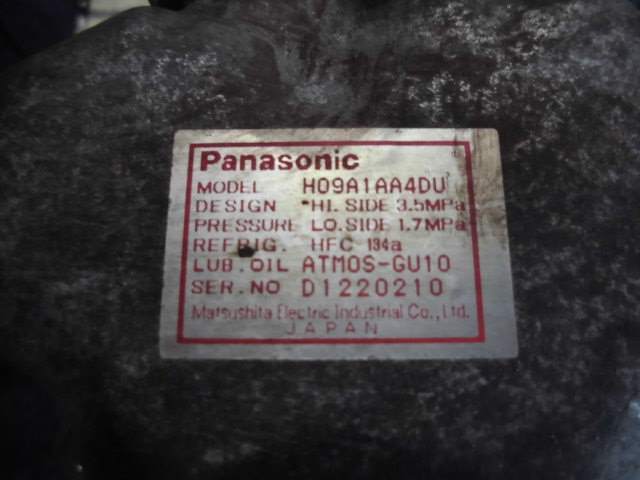 Panasonic
MODEL H09A1AA4DU
DESIGN HI. SIDE 3.5MPa
PRESSURE LO. SIDE 1.7MPa
REFRIG. HFC 134a
LUB. OIL ATMOS-GU10
SER. NO D1220210
Matsushita Electric Industrial Co., Ltd.
JAPAN